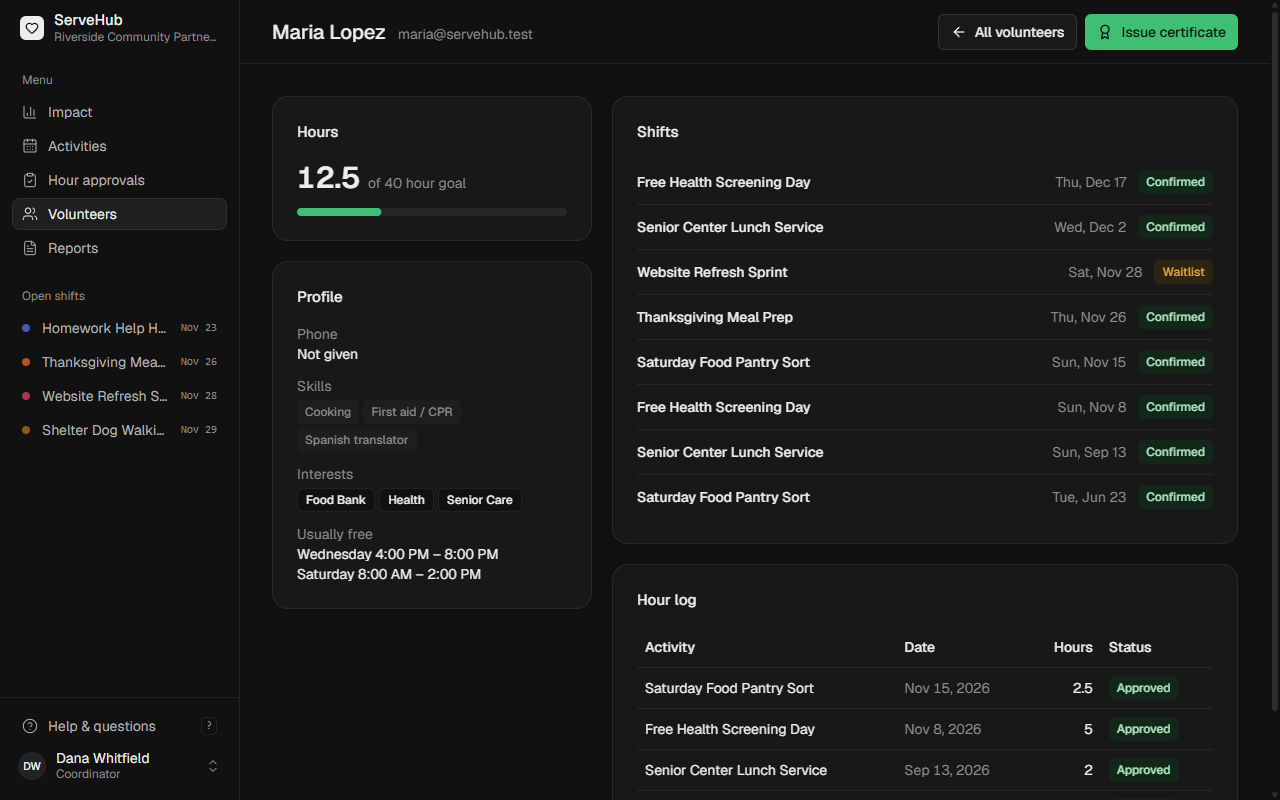 ServeHub
Riverside Community Partne...
Menu
Impact
Activities
Hour approvals
Volunteers
Reports
Open shifts
Homework Help H... Nov 23
Thanksgiving Mea... Nov 26
Website Refresh S... Nov 28
Shelter Dog Walki... Nov 29
Help & questions ?
DW Dana Whitfield
Coordinator
Maria Lopez maria@servehub.test
All volunteers
Issue certificate
Hours
12.5 of 40 hour goal
Profile
Phone
Not given
Skills
Cooking First aid / CPR
Spanish translator
Interests
Food Bank Health Senior Care
Usually free
Wednesday 4:00 PM – 8:00 PM
Saturday 8:00 AM – 2:00 PM
Shifts
Free Health Screening Day Thu, Dec 17 Confirmed
Senior Center Lunch Service Wed, Dec 2 Confirmed
Website Refresh Sprint Sat, Nov 28 Waitlist
Thanksgiving Meal Prep Thu, Nov 26 Confirmed
Saturday Food Pantry Sort Sun, Nov 15 Confirmed
Free Health Screening Day Sun, Nov 8 Confirmed
Senior Center Lunch Service Sun, Sep 13 Confirmed
Saturday Food Pantry Sort Tue, Jun 23 Confirmed
Hour log
Activity Date Hours Status
Saturday Food Pantry Sort Nov 15, 2026 2.5 Approved
Free Health Screening Day Nov 8, 2026 5 Approved
Senior Center Lunch Service Sep 13, 2026 2 Approved